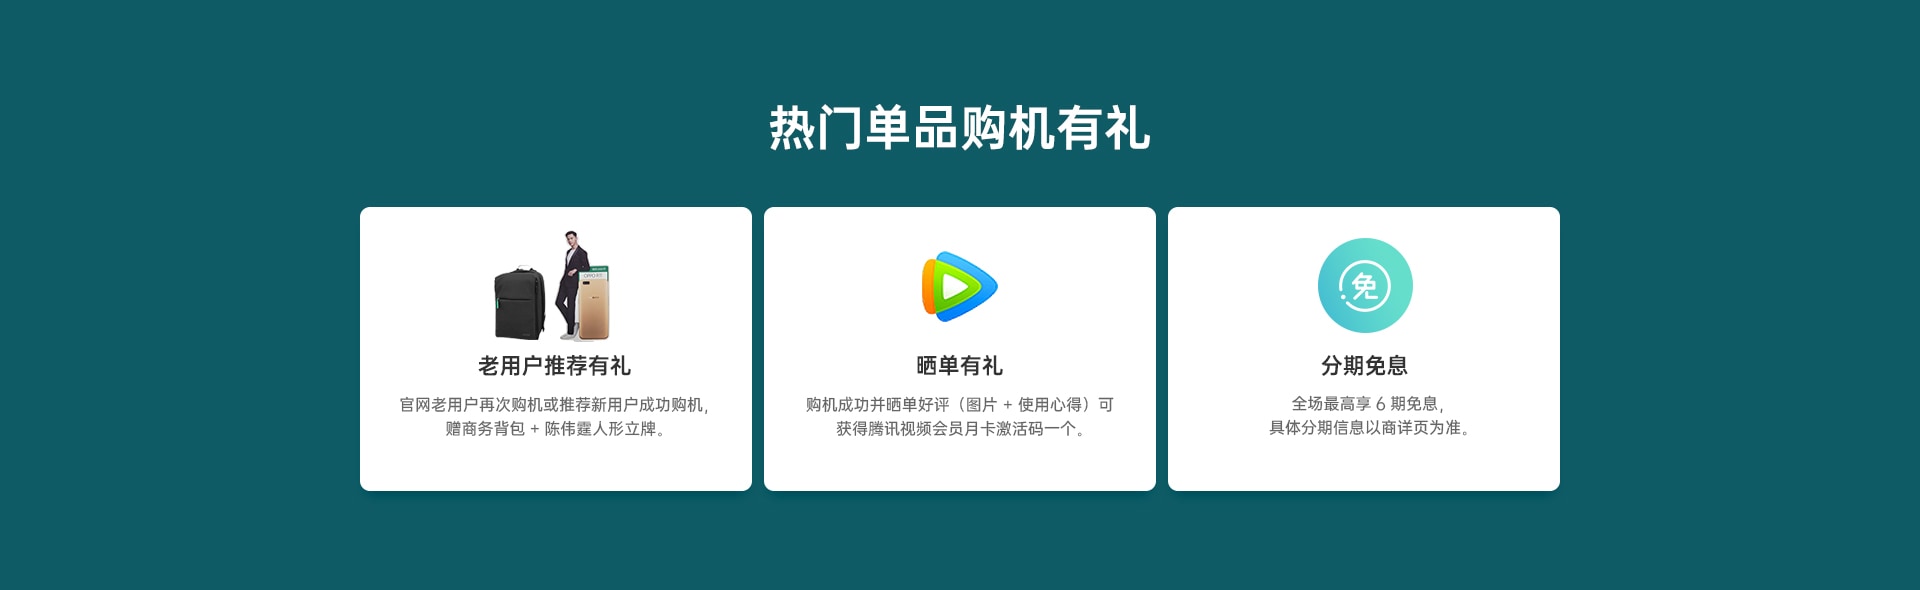 热门单品购机有礼
老用户推荐有礼
官网老用户再次购机或推荐新用户成功购机，
赠商务背包 + 陈伟霆人形立牌。
晒单有礼
购机成功并晒单好评（图片 + 使用心得）可
获得腾讯视频会员月卡激活码一个。
免
分期免息
全场最高享 6 期免息，
具体分期信息以商详页为准。